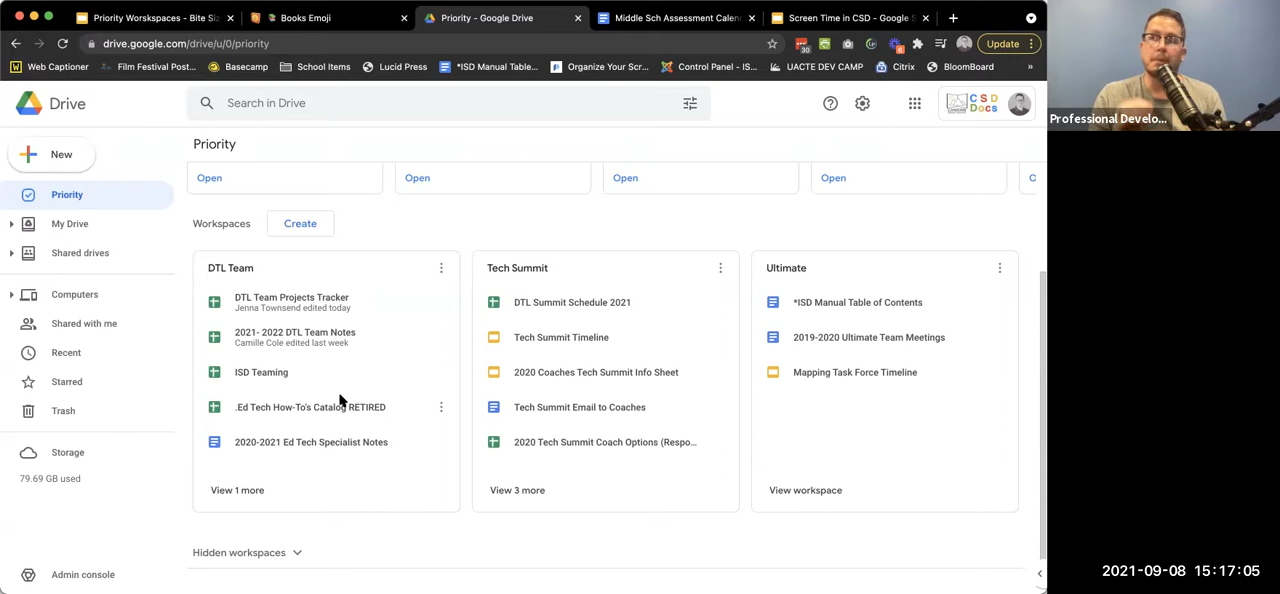 Priority Worskspaces - Bite Siz
Books Emoji
Priority - Google Drive
Middle Sch Assessment Calen
Screen Time in CSD - Google S
drive.google.com/drive/u/0/priority
30
6
Update
Web Captioner
Film Festival Post...
Basecamp
School Items
Lucid Press
*ISD Manual Table...
Organize Your Scr...
Control Panel - IS...
UACTE DEV CAMP
Citrix
BloomBoard
»
Drive
Search in Drive
CSD
Docs
Professional Develo...
New
Priority
My Drive
Shared drives
Computers
Shared with me
Recent
Starred
Trash
Storage
79.69 GB used
Admin console
Priority
Open
Open
Open
Open
O
Workspaces
Create
DTL Team
DTL Team Projects Tracker
Jenna Townsend edited today
2021- 2022 DTL Team Notes
Camille Cole edited last week
ISD Teaming
.Ed Tech How-To's Catalog RETIRED
2020-2021 Ed Tech Specialist Notes
View 1 more
Tech Summit
DTL Summit Schedule 2021
Tech Summit Timeline
2020 Coaches Tech Summit Info Sheet
Tech Summit Email to Coaches
2020 Tech Summit Coach Options (Respo...
View 3 more
Ultimate
*ISD Manual Table of Contents
2019-2020 Ultimate Team Meetings
Mapping Task Force Timeline
View workspace
Hidden workspaces
2021-09-08 15:17:05